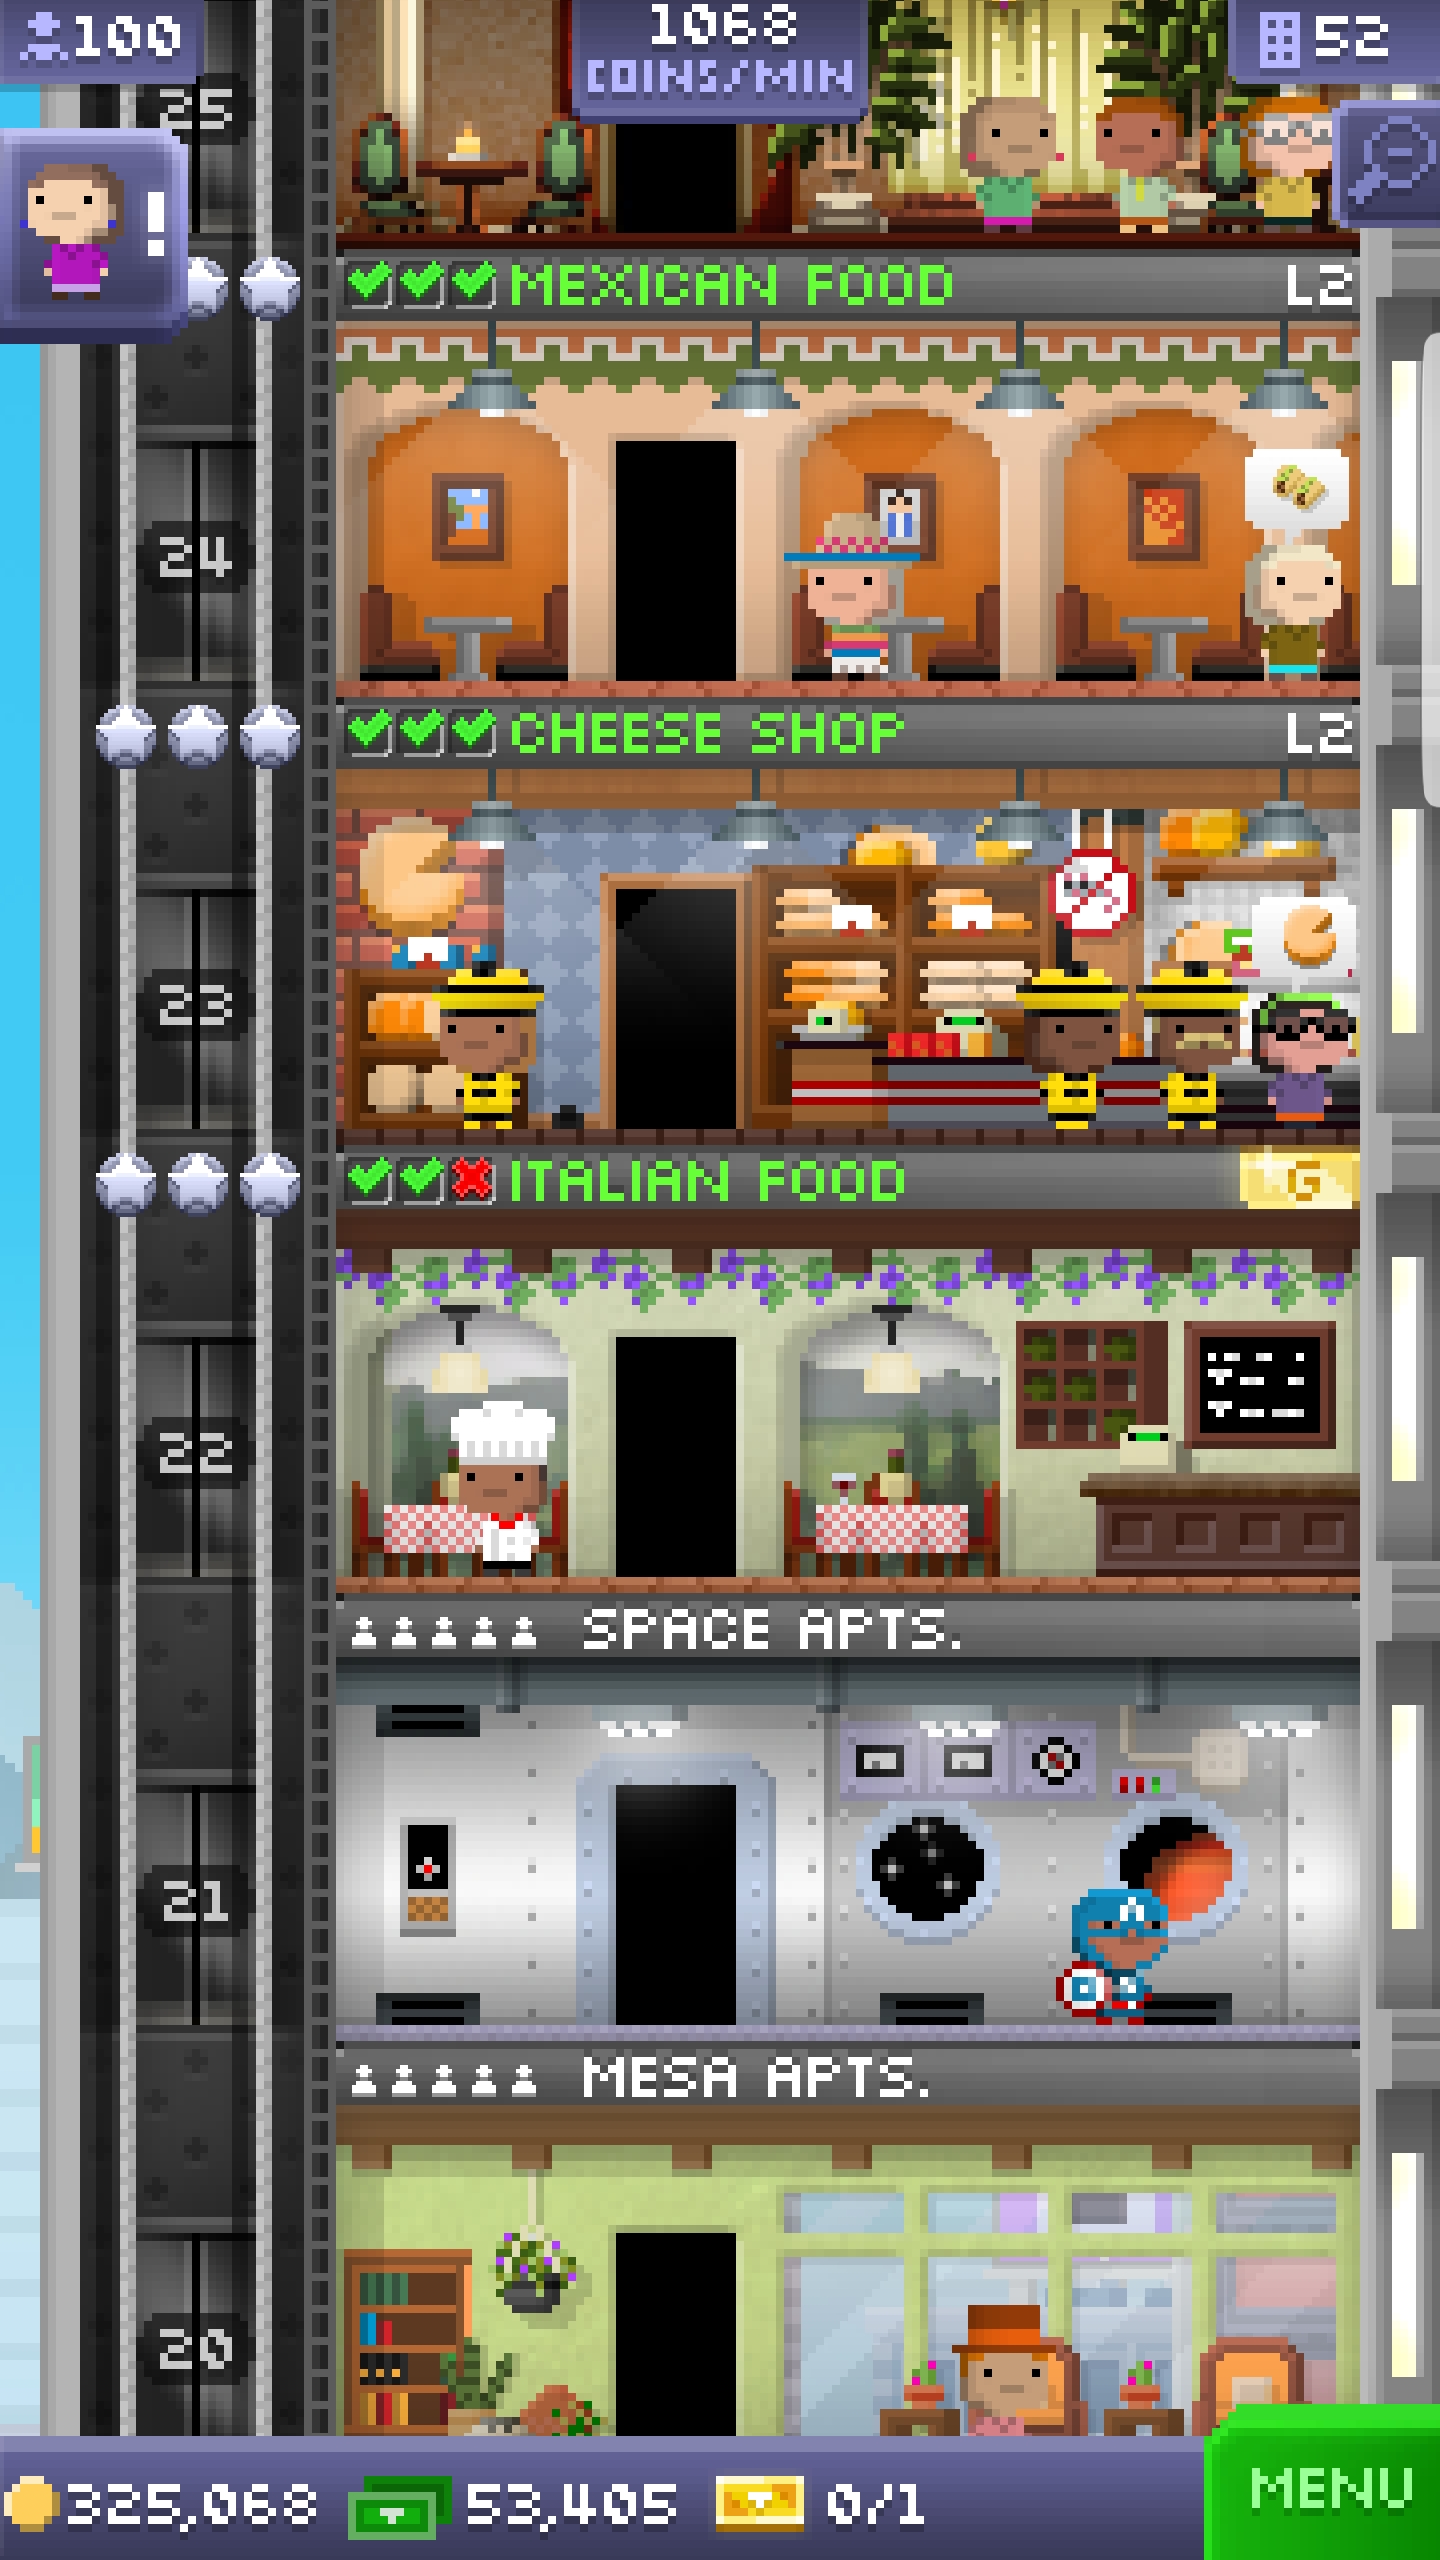 100
1068
COINS/MIN
52
25
!
MEXICAN FOOD L2
24
CHEESE SHOP L2
23
ITALIAN FOOD G
22
SPACE APTS.
21
MESA APTS.
20
325,068 53,405 0/1
MENU